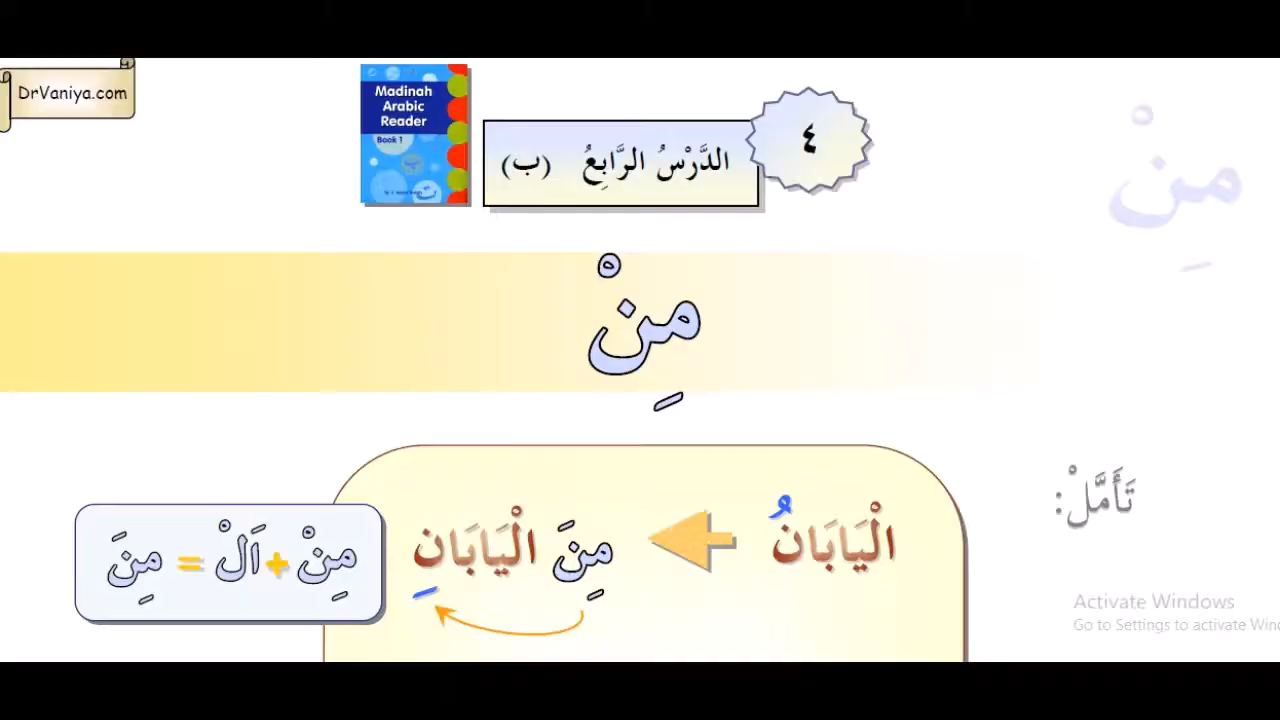 DrVaniya.com
Madinah
Arabic
Reader
Book 1
الدَّرْسُ الرَّابِعُ (ب)
٤
مِنْ
مِنْ
تَأَمَّلْ:
الْيَابَانُ
مِنَ الْيَابَانِ
مِنْ + اَلْ = مِنَ
Activate Windows
Go to Settings to activate Win